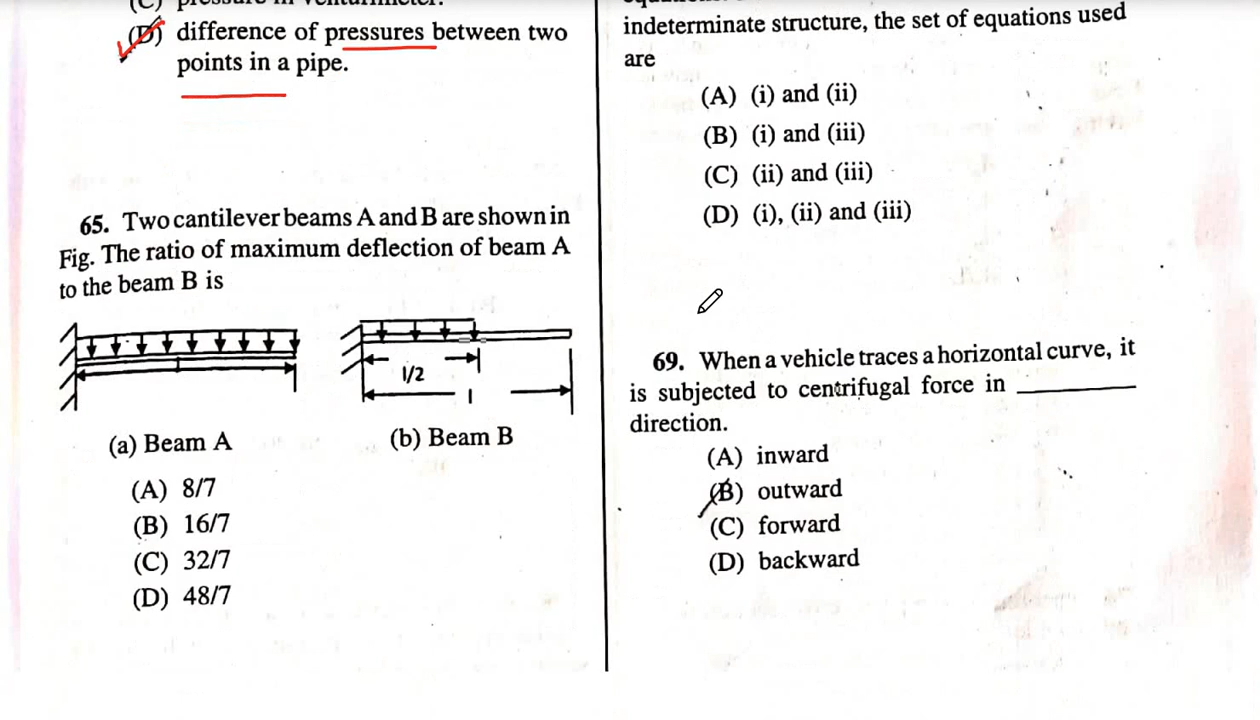 difference of pressures between two
points in a pipe.
65. Two cantilever beams A and B are shown in
Fig. The ratio of maximum deflection of beam A
to the beam B is
1/2
l
(a) Beam A
(b) Beam B
(A) 8/7
(B) 16/7
(C) 32/7
(D) 48/7
indeterminate structure, the set of equations used
are
(A) (i) and (ii)
(B) (i) and (iii)
(C) (ii) and (iii)
(D) (i), (ii) and (iii)
69. When a vehicle traces a horizontal curve, it
is subjected to centrifugal force in ________
direction.
(A) inward
(B) outward
(C) forward
(D) backward